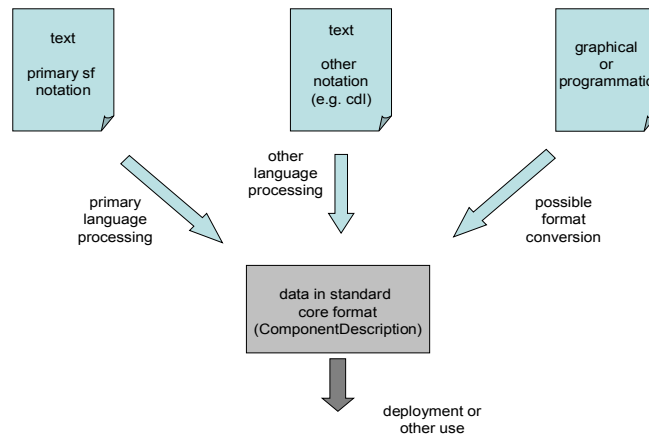 text
primary sf
notation
text
other
notation
(e.g. cdl)
graphical
or
programmatic
primary
language
processing
other
language
processing
possible
format
conversion
data in standard
core format
(ComponentDescription)
deployment or
other use